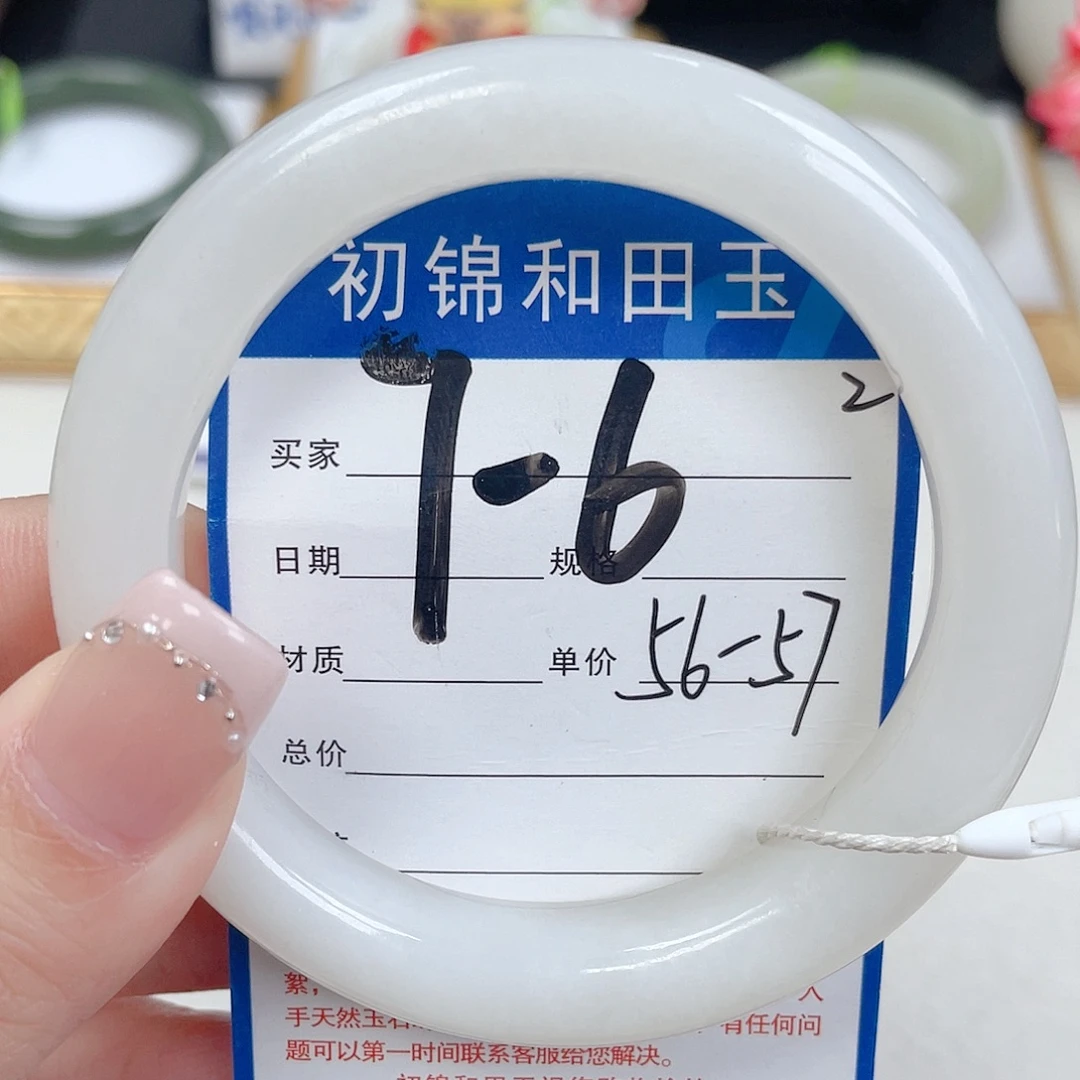 初锦和田玉
2
7-6
买家
日期 规格
材质 单价 56-57
总价
絮，
手天然玉石 有任何问
题可以第一时间联系客服给您解决。